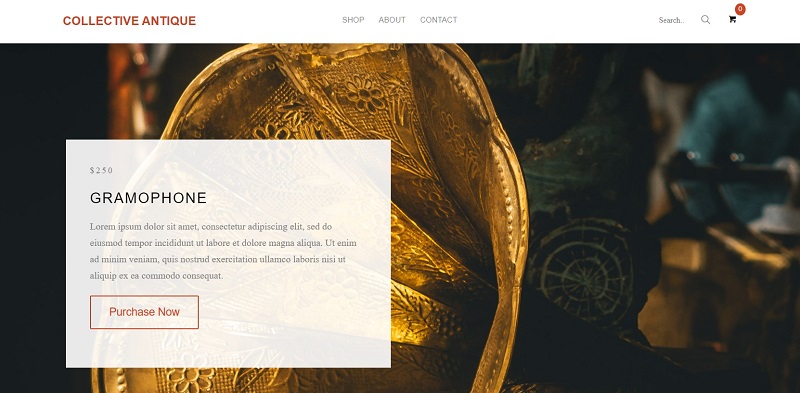 COLLECTIVE ANTIQUE
SHOP ABOUT CONTACT
Search..
0
$250
GRAMOPHONE
Lorem ipsum dolor sit amet, consectetur adipiscing elit, sed do
eiusmod tempor incididunt ut labore et dolore magna aliqua. Ut enim
ad minim veniam, quis nostrud exercitation ullamco laboris nisi ut
aliquip ex ea commodo consequat.
Purchase Now